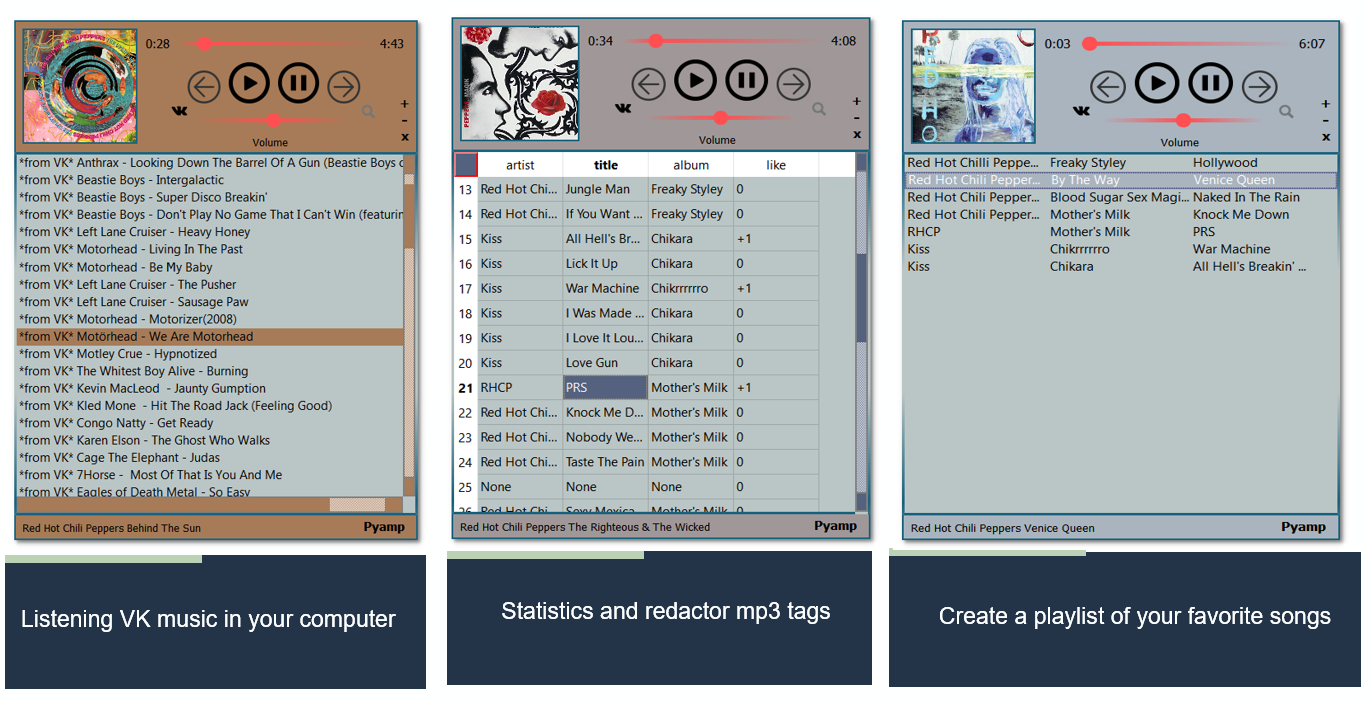 0:28 4:43
+
-
x
Volume
*from VK* Anthrax - Looking Down The Barrel Of A Gun (Beastie Boys c
*from VK* Beastie Boys - Intergalactic
*from VK* Beastie Boys - Super Disco Breakin'
*from VK* Beastie Boys - Don't Play No Game That I Can't Win (featurin
*from VK* Left Lane Cruiser - Heavy Honey
*from VK* Motorhead - Living In The Past
*from VK* Motorhead - Be My Baby
*from VK* Left Lane Cruiser - The Pusher
*from VK* Left Lane Cruiser - Sausage Paw
*from VK* Motorhead - Motorizer(2008)
*from VK* Motörhead - We Are Motorhead
*from VK* Motley Crue - Hypnotized
*from VK* The Whitest Boy Alive - Burning
*from VK* Kevin MacLeod - Jaunty Gumption
*from VK* Kled Mone - Hit The Road Jack (Feeling Good)
*from VK* Congo Natty - Get Ready
*from VK* Karen Elson - The Ghost Who Walks
*from VK* Cage The Elephant - Judas
*from VK* 7Horse - Most Of That Is You And Me
*from VK* Eagles of Death Metal - So Easy
Red Hot Chili Peppers Behind The Sun Pyamp
Listening VK music in your computer
0:34 4:08
+
-
x
Volume
artist title album like
13 Red Hot Chi... Jungle Man Freaky Styley 0
14 Red Hot Chi... If You Want ... Freaky Styley 0
15 Kiss All Hell's Br... Chikara +1
16 Kiss Lick It Up Chikara 0
17 Kiss War Machine Chikrrrrrro +1
18 Kiss I Was Made ... Chikara 0
19 Kiss I Love It Lou... Chikara 0
20 Kiss Love Gun Chikara 0
21 RHCP PRS Mother's Milk +1
22 Red Hot Chi... Knock Me D... Mother's Milk 0
23 Red Hot Chi... Nobody We... Mother's Milk 0
24 Red Hot Chi... Taste The Pain Mother's Milk 0
25 None None None 0
26 Red Hot Chi... Sexy Mexica... Mother's Milk 0
Red Hot Chili Peppers The Righteous & The Wicked Pyamp
Statistics and redactor mp3 tags
RED HO
0:03 6:07
+
-
x
Volume
Red Hot Chilli Peppe... Freaky Styley Hollywood
Red Hot Chili Pepper... By The Way Venice Queen
Red Hot Chili Pepper... Blood Sugar Sex Magi... Naked In The Rain
Red Hot Chili Pepper... Mother's Milk Knock Me Down
RHCP Mother's Milk PRS
Kiss Chikrrrrrro War Machine
Kiss Chikara All Hell's Breakin' ...
Red Hot Chili Peppers Venice Queen Pyamp
Create a playlist of your favorite songs